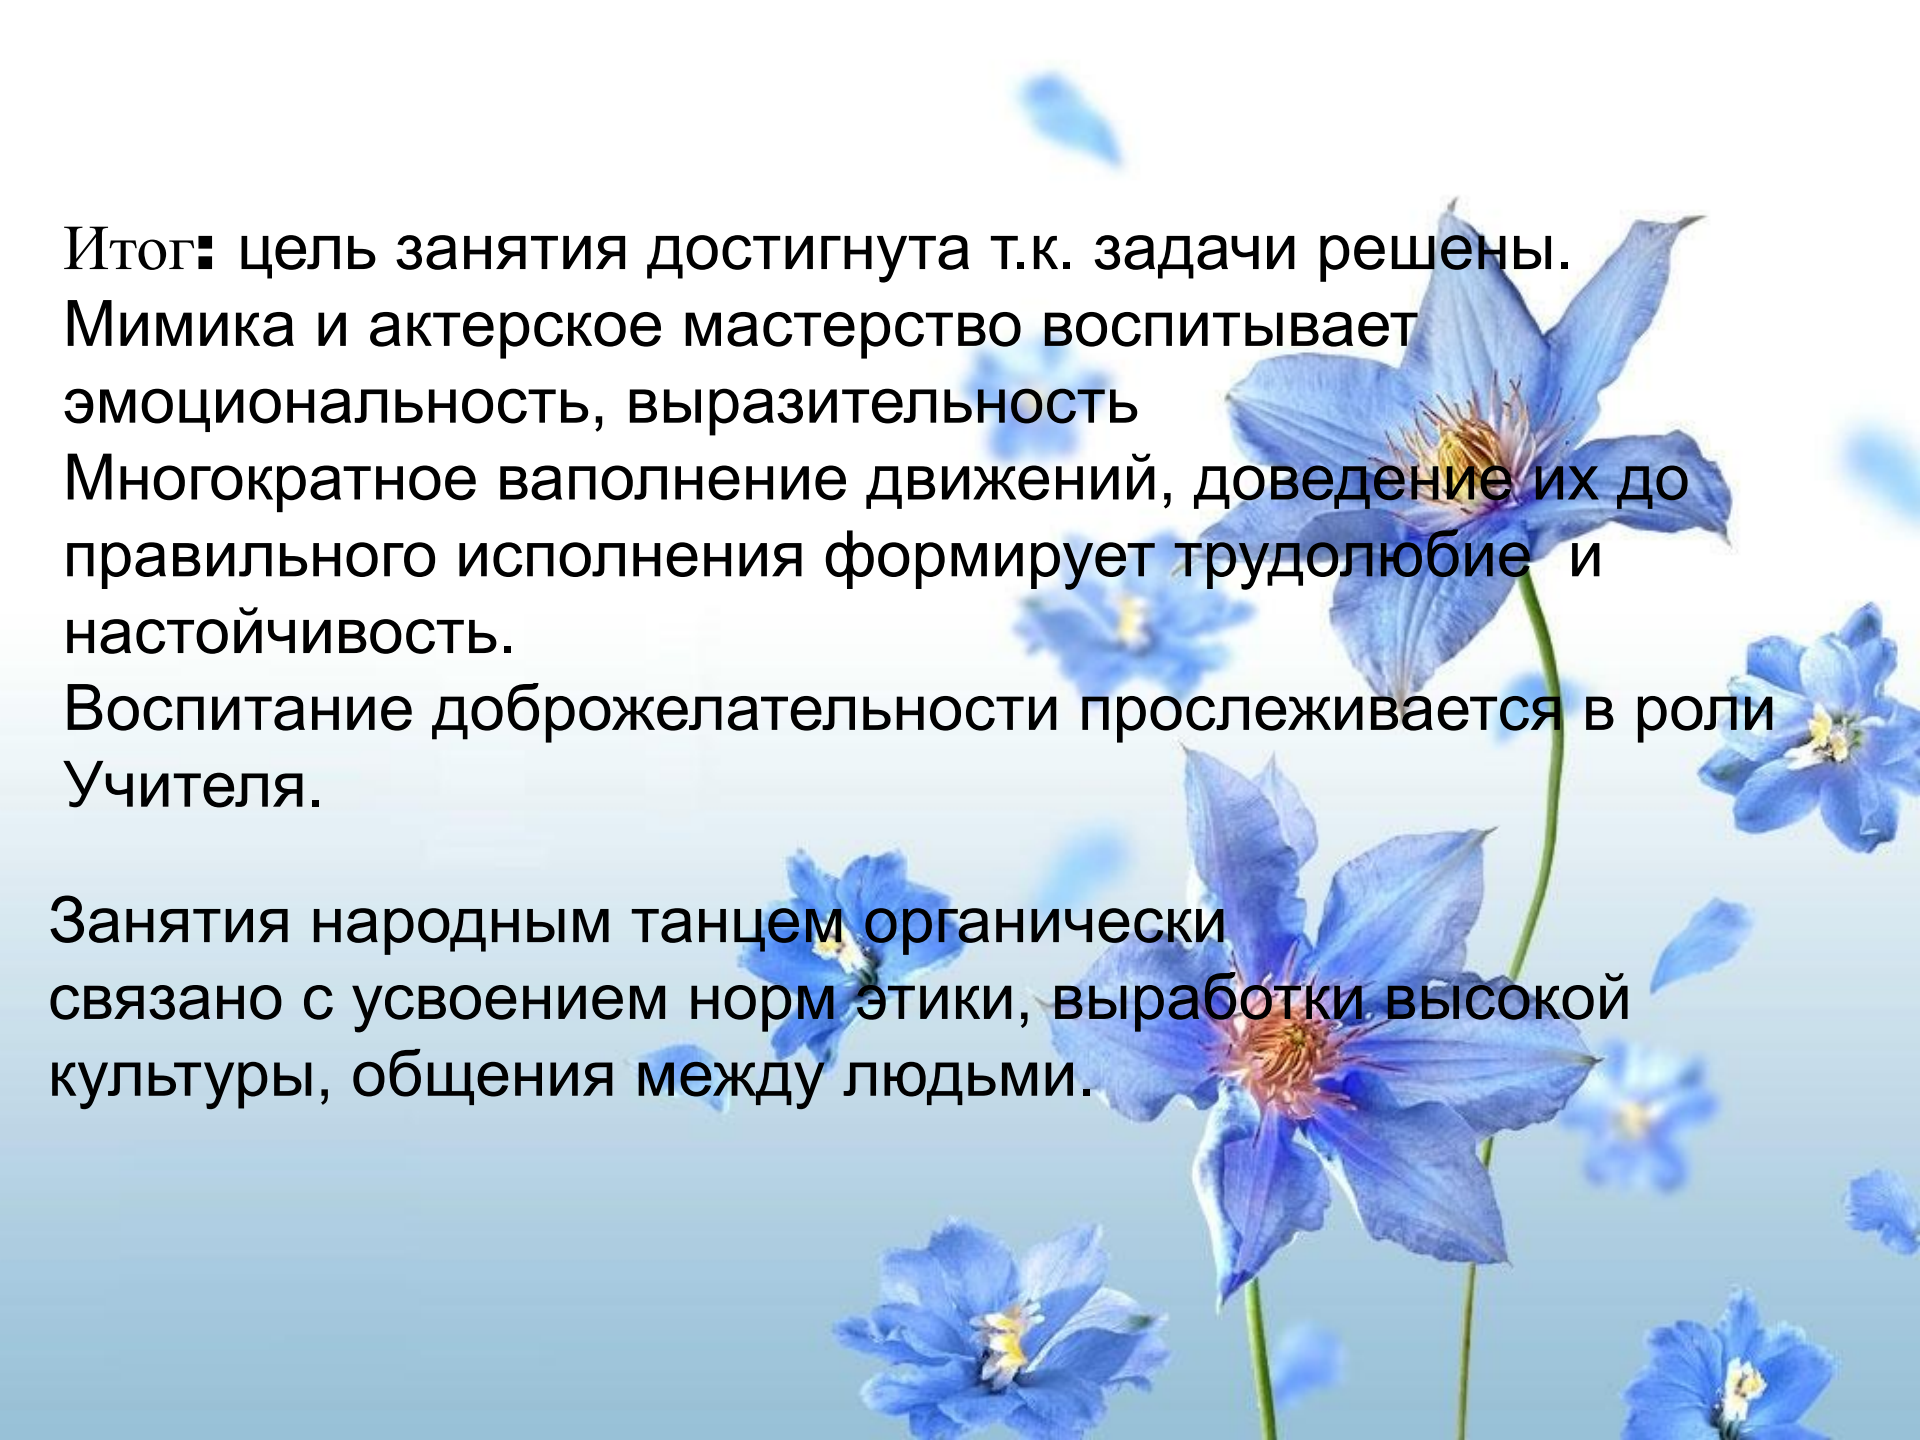 Итог: цель занятия достигнута т.к. задачи решены.
Мимика и актерское мастерство воспитывает
эмоциональность, выразительность
Многократное ваполнение движений, доведение их до
правильного исполнения формирует трудолюбие  и
настойчивость.
Воспитание доброжелательности прослеживается в роли
Учителя.
Занятия народным танцем органически
связано с усвоением норм этики, выработки высокой
культуры, общения между людьми.